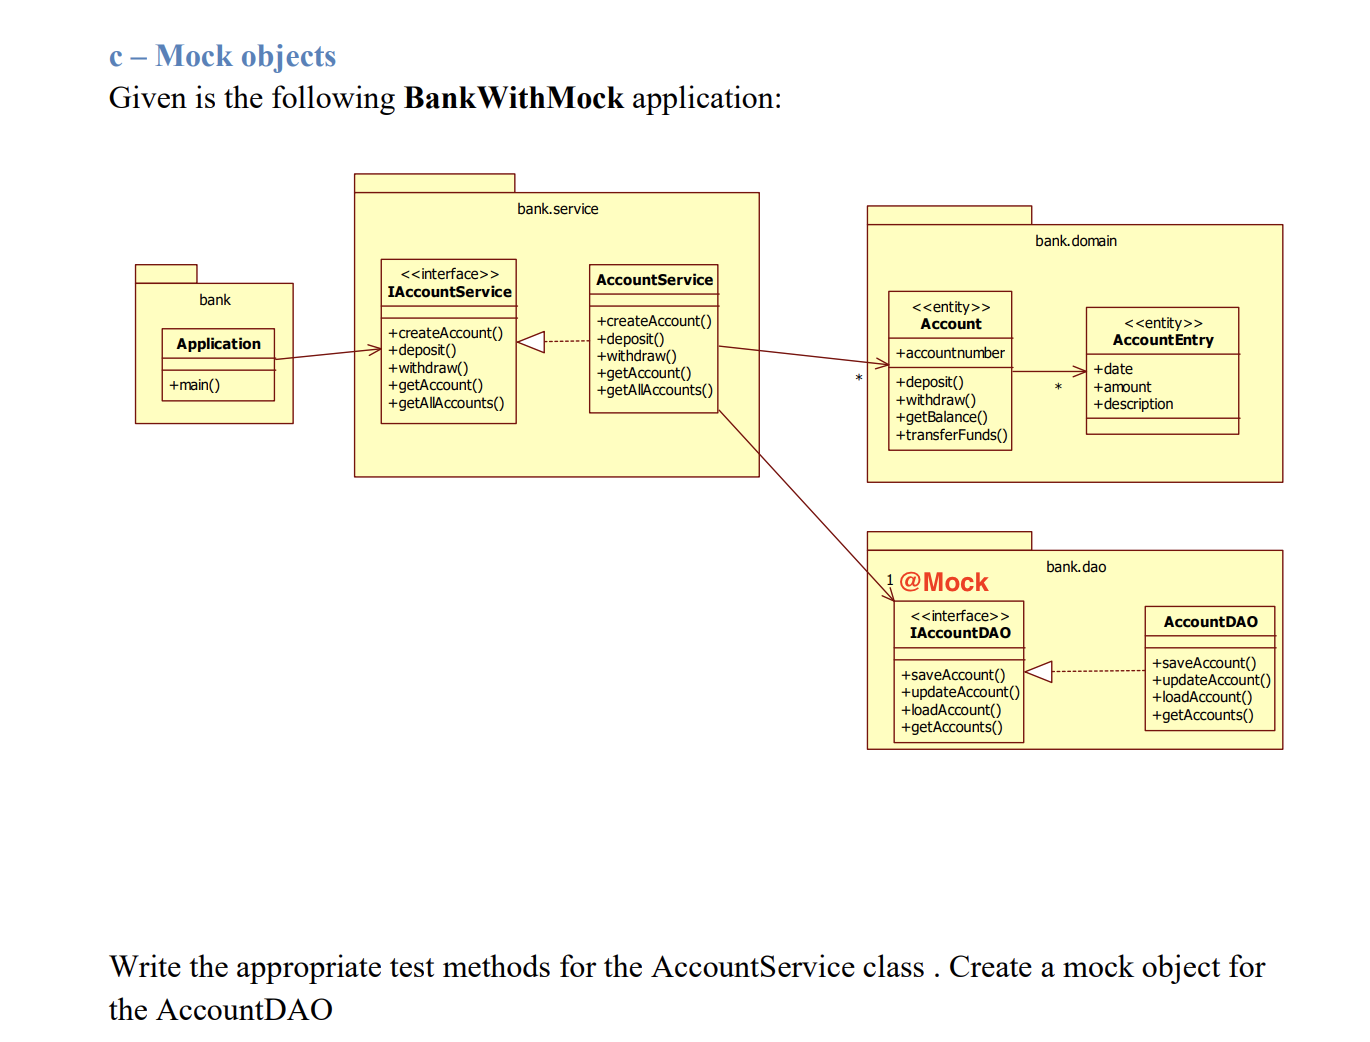 c – Mock objects
Given is the following BankWithMock application:
bank
Application
+main()
bank.service
<<interface>>
IAccountService
+createAccount()
+deposit()
+withdraw()
+getAccount()
+getAllAccounts()
AccountService
+createAccount()
+deposit()
+withdraw()
+getAccount()
+getAllAccounts()
*
bank.domain
<<entity>>
Account
+accountnumber
+deposit()
+withdraw()
+getBalance()
+transferFunds()
*
<<entity>>
AccountEntry
+date
+amount
+description
bank.dao
1 @Mock
<<interface>>
IAccountDAO
+saveAccount()
+updateAccount()
+loadAccount()
+getAccounts()
AccountDAO
+saveAccount()
+updateAccount()
+loadAccount()
+getAccounts()
Write the appropriate test methods for the AccountService class . Create a mock object for
the AccountDAO